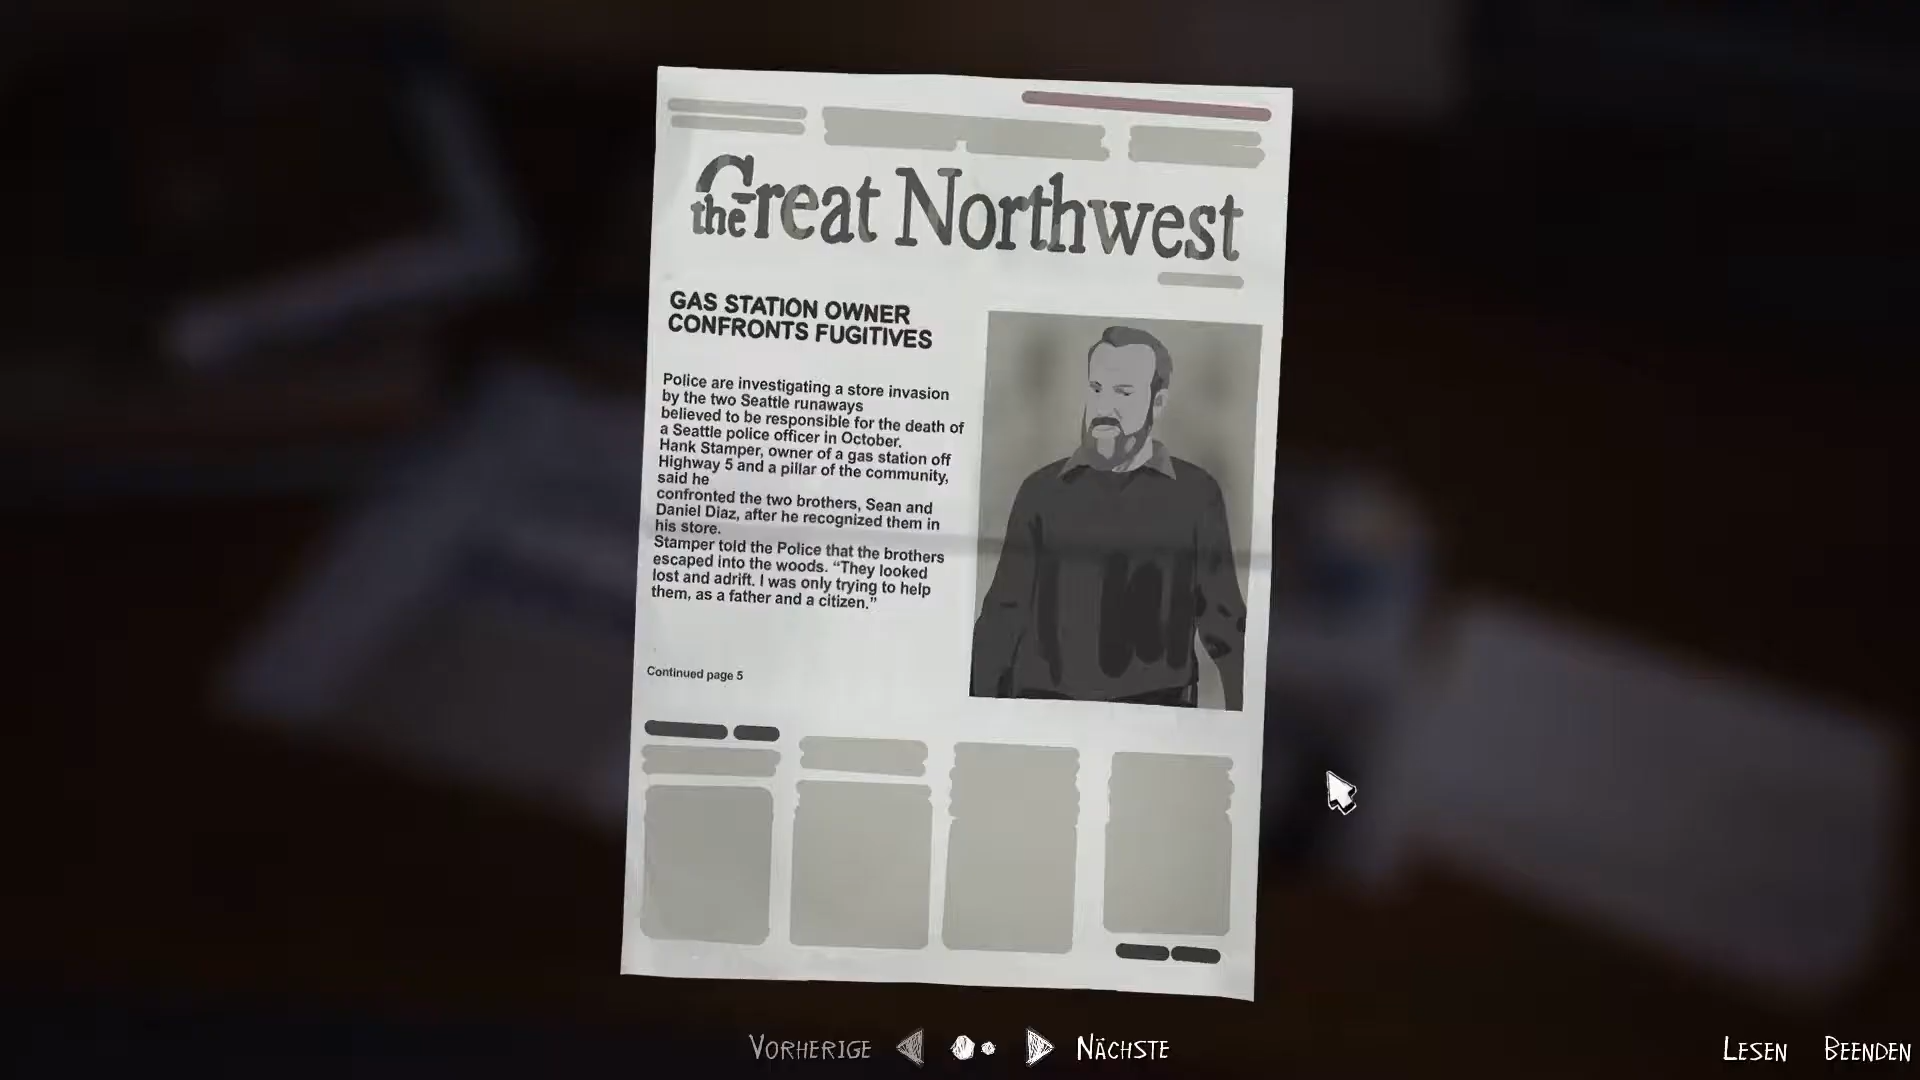 the Great Northwest
GAS STATION OWNER
CONFRONTS FUGITIVES
Police are investigating a store invasion
by the two Seattle runaways
believed to be responsible for the death of
a Seattle police officer in October.
Hank Stamper, owner of a gas station off
Highway 5 and a pillar of the community,
said he
confronted the two brothers, Sean and
Daniel Diaz, after he recognized them in
his store.
Stamper told the Police that the brothers
escaped into the woods. “They looked
lost and adrift. I was only trying to help
them, as a father and a citizen.”
Continued page 5
VORHERIGE NÄCHSTE LESEN BEENDEN